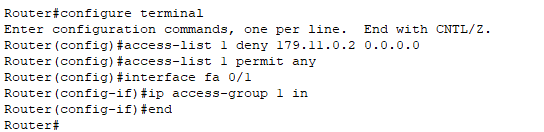 Router#configure terminal
Enter configuration commands, one per line.  End with CNTL/Z.
Router(config)#access-list 1 deny 179.11.0.2 0.0.0.0
Router(config)#access-list 1 permit any
Router(config)#interface fa 0/1
Router(config-if)#ip access-group 1 in
Router(config-if)#end
Router#